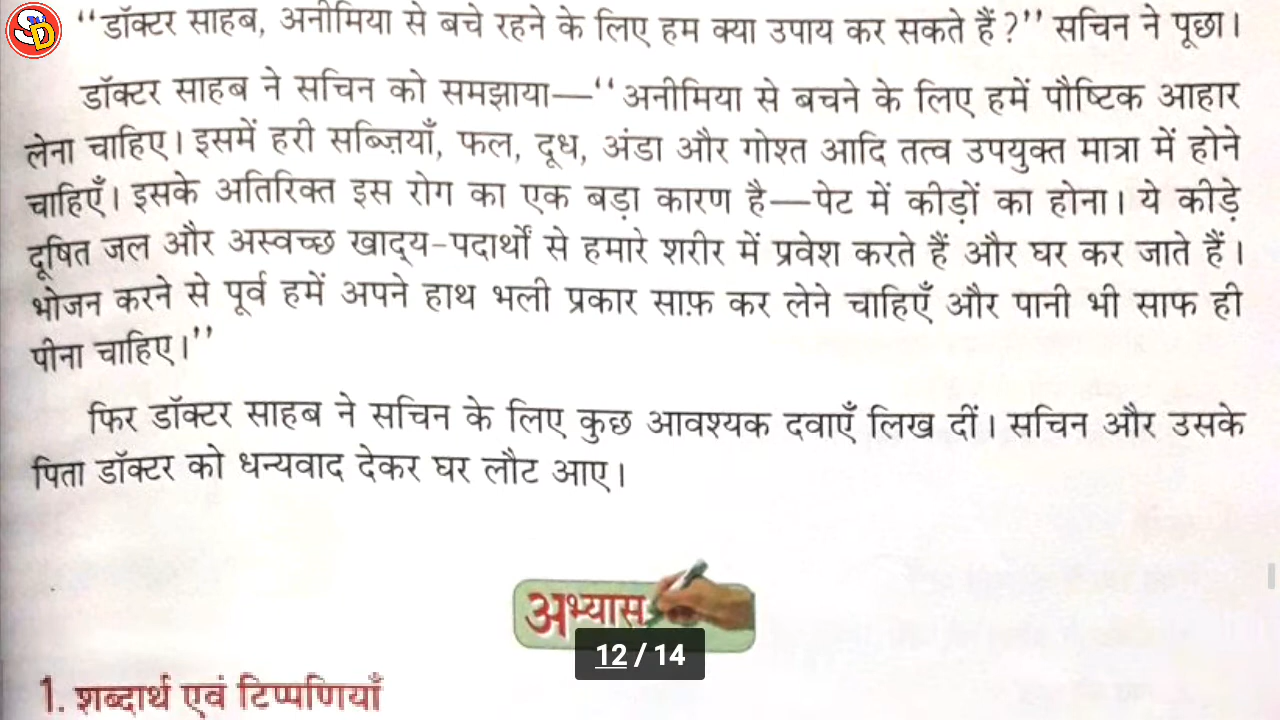 SD
“डॉक्टर साहब, अनीमिया से बचे रहने के लिए हम क्या उपाय कर सकते हैं?” सचिन ने पूछा।
डॉक्टर साहब ने सचिन को समझाया—“अनीमिया से बचने के लिए हमें पौष्टिक आहार
लेना चाहिए। इसमें हरी सब्ज़ियाँ, फल, दूध, अंडा और गोश्त आदि तत्व उपयुक्त मात्रा में होने
चाहिएँ। इसके अतिरिक्त इस रोग का एक बड़ा कारण है—पेट में कीड़ों का होना। ये कीड़े
दूषित जल और अस्वच्छ खाद्‌य-पदार्थों से हमारे शरीर में प्रवेश करते हैं और घर कर जाते हैं।
भोजन करने से पूर्व हमें अपने हाथ भली प्रकार साफ़ कर लेने चाहिएँ और पानी भी साफ ही
पीना चाहिए।”
फिर डॉक्टर साहब ने सचिन के लिए कुछ आवश्यक दवाएँ लिख दीं। सचिन और उसके
पिता डॉक्टर को धन्यवाद देकर घर लौट आए।
अभ्यास
12 / 14
1. शब्दार्थ एवं टिप्पणियाँ